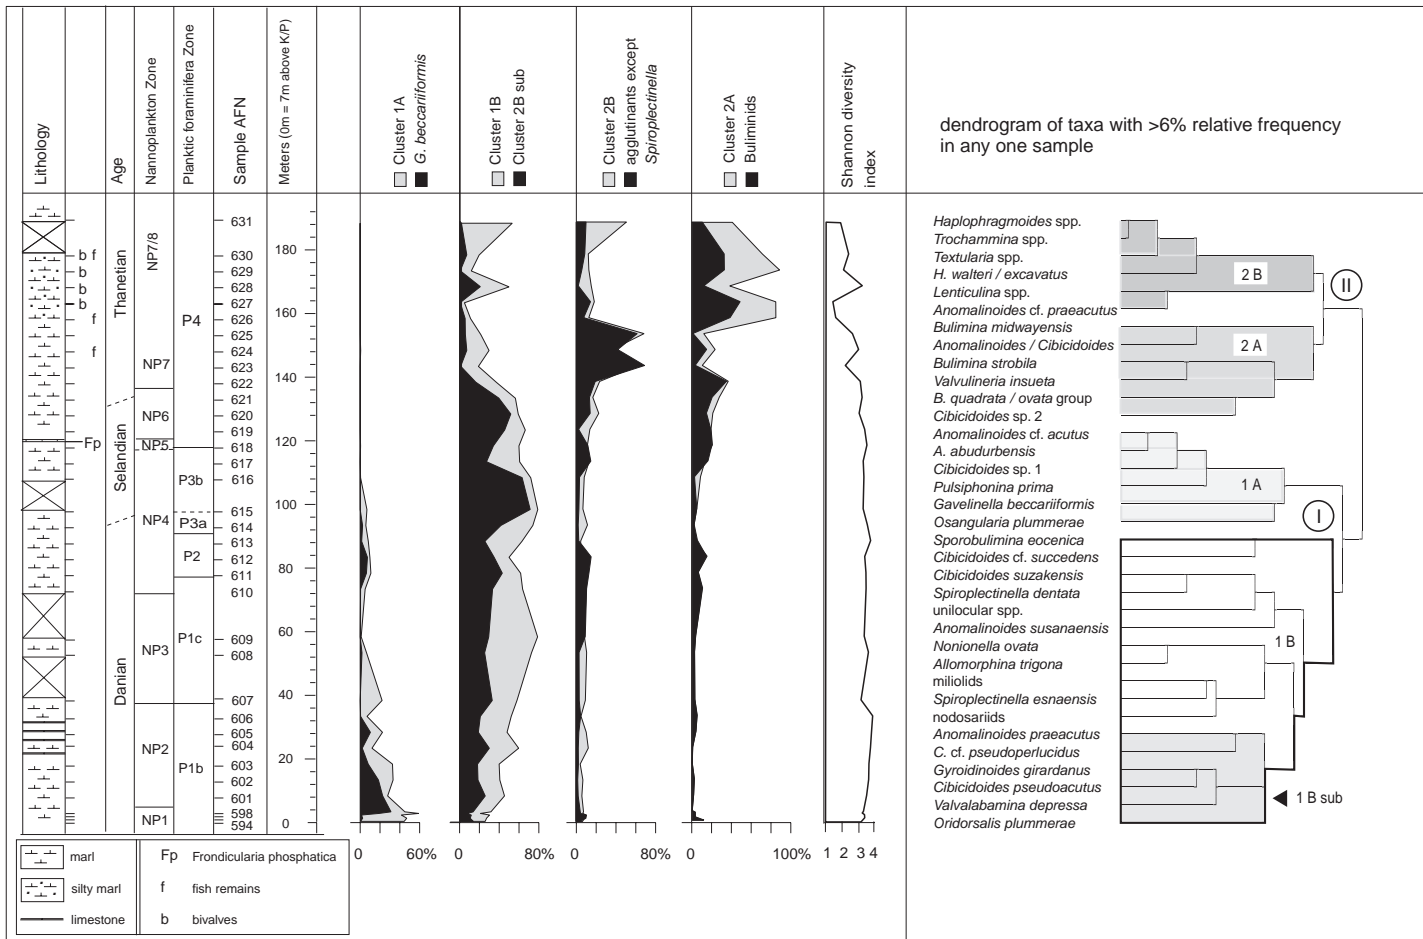 Lithology
Age
Nannoplankton Zone
Planktic foraminifera Zone
Sample AFN
Meters (0m = 7m above K/P)
Cluster 1A
G. beccariiformis
Cluster 1B
Cluster 2B sub
Cluster 2B
agglutinants except
Spiroplectinella
Cluster 2A
Buliminids
Shannon diversity
index
dendrogram of taxa with >6% relative frequency
in any one sample
b f
b
b
b
f
f
Fp
Thanetian
Selandian
Danian
NP7/8
NP7
NP6
NP5
NP4
NP3
NP2
NP1
P4
P3b
P3a
P2
P1c
P1b
631
630
629
628
627
626
625
624
623
622
621
620
619
618
617
616
615
614
613
612
611
610
609
608
607
606
605
604
603
602
601
598
594
180
160
140
120
100
80
60
40
20
0
0 60%
0 80%
0 80%
0 100%
1 2 3 4
Haplophragmoides spp.
Trochammina spp.
Textularia spp.
H. walteri / excavatus
Lenticulina spp.
Anomalinoides cf. praeacutus
Bulimina midwayensis
Anomalinoides / Cibicidoides
Bulimina strobila
Valvulineria insueta
B. quadrata / ovata group
Cibicidoides sp. 2
Anomalinoides cf. acutus
A. abudurbensis
Cibicidoides sp. 1
Pulsiphonina prima
Gavelinella beccariiformis
Osangularia plummerae
Sporobulimina eocenica
Cibicidoides cf. succedens
Cibicidoides suzakensis
Spiroplectinella dentata
unilocular spp.
Anomalinoides susanaensis
Nonionella ovata
Allomorphina trigona
miliolids
Spiroplectinella esnaensis
nodosariids
Anomalinoides praeacutus
C. cf. pseudoperlucidus
Gyroidinoides girardanus
Cibicidoides pseudoacutus
Valvalabamina depressa
Oridorsalis plummerae
2 B
II
2 A
1 A
I
1 B
1 B sub
marl
silty marl
limestone
Fp Frondicularia phosphatica
f fish remains
b bivalves